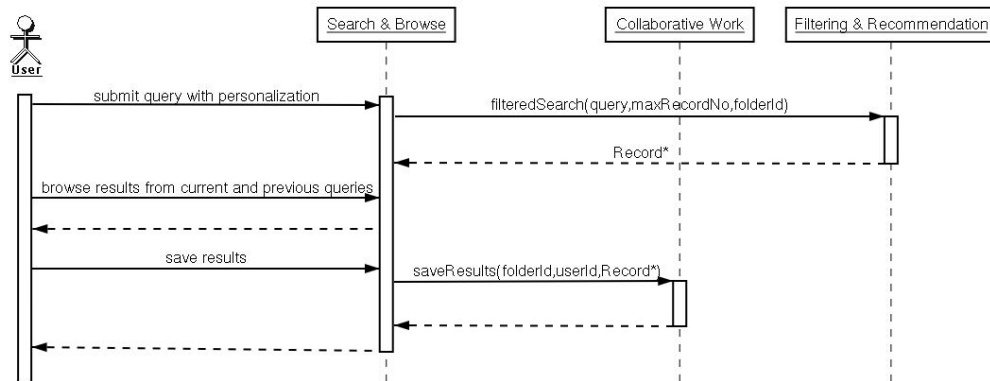 Search & Browse
Collaborative Work
Filtering & Recommendation
User
submit query with personalization
filteredSearch(query,maxRecordNo,folderId)
Record*
browse results from current and previous queries
save results
saveResults(folderId,userId,Record*)